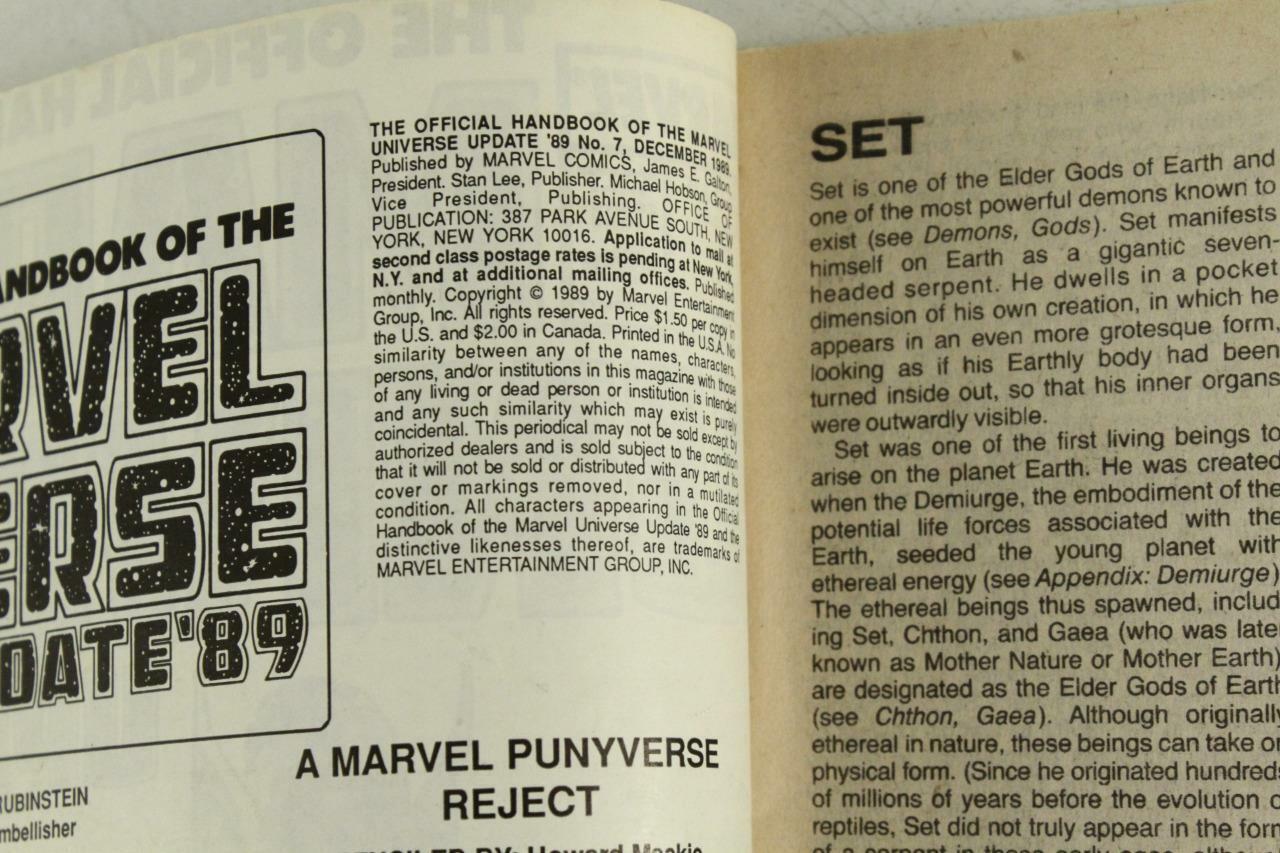 ANDBOOK OF THE
RVEL
ERSE
DATE'89
RUBINSTEIN
mbellisher
THE OFFICIAL HANDBOOK OF THE MARVEL
UNIVERSE UPDATE '89 No. 7, DECEMBER 1989.
Published by MARVEL COMICS, James E. Galton,
President. Stan Lee, Publisher. Michael Hobson, Group
Vice President, Publishing. OFFICE OF
PUBLICATION: 387 PARK AVENUE SOUTH, NEW
YORK, NEW YORK 10016. Application to mail at
second class postage rates is pending at New York,
N.Y. and at additional mailing offices. Published
monthly. Copyright © 1989 by Marvel Entertainment
Group, Inc. All rights reserved. Price $1.50 per copy in
the U.S. and $2.00 in Canada. Printed in the U.S.A. No
similarity between any of the names, characters,
persons, and/or institutions in this magazine with those
of any living or dead person or institution is intended
and any such similarity which may exist is purely
coincidental. This periodical may not be sold except by
authorized dealers and is sold subject to the condition
that it will not be sold or distributed with any part of its
cover or markings removed, nor in a mutilated
condition. All characters appearing in the Official
Handbook of the Marvel Universe Update '89 and the
distinctive likenesses thereof, are trademarks of
MARVEL ENTERTAINMENT GROUP, INC.
A MARVEL PUNYVERSE
REJECT
BY: Howard Mackie
SET
Set is one of the Elder Gods of Earth and
one of the most powerful demons known to
exist (see Demons, Gods). Set manifests
himself on Earth as a gigantic seven-
headed serpent. He dwells in a pocket
dimension of his own creation, in which he
appears in an even more grotesque form,
looking as if his Earthly body had been
turned inside out, so that his inner organs
were outwardly visible.
Set was one of the first living beings to
arise on the planet Earth. He was created
when the Demiurge, the embodiment of the
potential life forces associated with the
Earth, seeded the young planet with
ethereal energy (see Appendix: Demiurge)
The ethereal beings thus spawned, includ
ing Set, Chthon, and Gaea (who was late
known as Mother Nature or Mother Earth)
are designated as the Elder Gods of Eart
(see Chthon, Gaea). Although originally
ethereal in nature, these beings can take o
physical form. (Since he originated hundreds
of millions of years before the evolution o
reptiles, Set did not truly appear in the form
of a serpent in these early ages, althoug